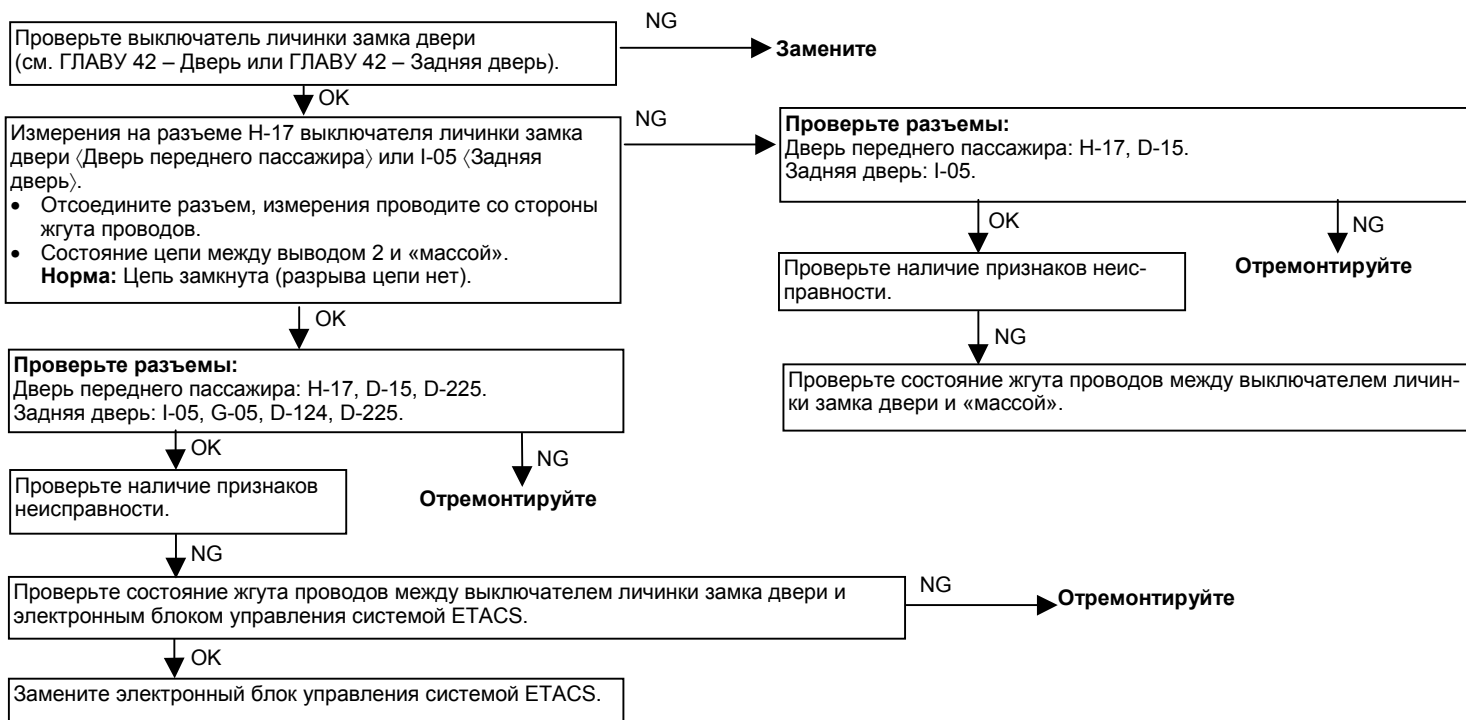 Проверьте выключатель личинки замка двери
(см. ГЛАВУ 42 – Дверь или ГЛАВУ 42 – Задняя дверь).
NG
Замените
OK
Измерения на разъеме H-17 выключателя личинки замка
двери 〈Дверь переднего пассажира〉 или I-05 〈Задняя
дверь〉.
• Отсоедините разъем, измерения проводите со стороны
жгута проводов.
• Состояние цепи между выводом 2 и «массой».
Норма: Цепь замкнута (разрыва цепи нет).
NG
Проверьте разъемы:
Дверь переднего пассажира: H-17, D-15.
Задняя дверь: I-05.
OK
NG
Проверьте наличие признаков неис-
правности.
Отремонтируйте
NG
Проверьте состояние жгута проводов между выключателем личин-
ки замка двери и «массой».
OK
Проверьте разъемы:
Дверь переднего пассажира: H-17, D-15, D-225.
Задняя дверь: I-05, G-05, D-124, D-225.
OK
NG
Проверьте наличие признаков
неисправности.
Отремонтируйте
NG
Проверьте состояние жгута проводов между выключателем личинки замка двери и
электронным блоком управления системой ETACS.
NG
Отремонтируйте
OK
Замените электронный блок управления системой ETACS.